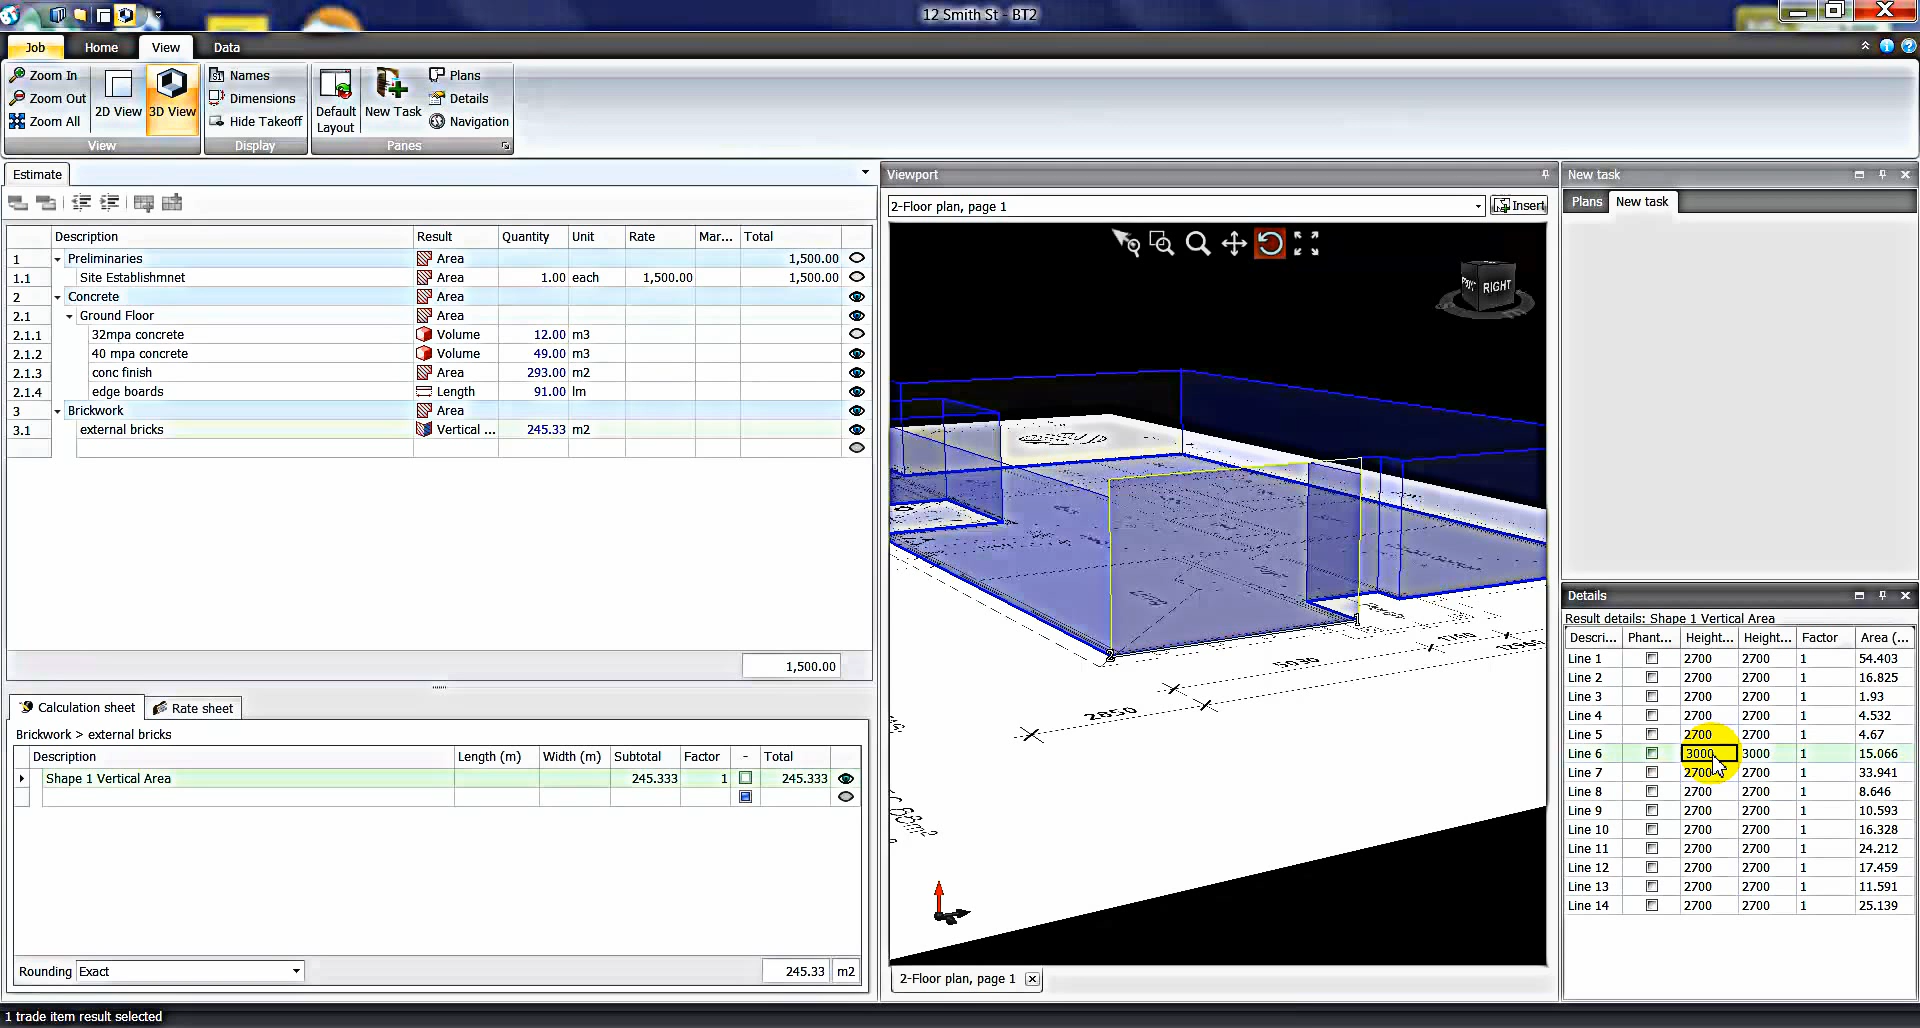 12 Smith St - BT2
Job Home View Data
Zoom In
Zoom Out
Zoom All
2D View
3D View
View
Names
Dimensions
Hide Takeoff
Display
Default Layout
New Task
Plans
Details
Navigation
Panes
Estimate
Description Result Quantity Unit Rate Mar... Total
1 Preliminaries Area 1,500.00
1.1 Site Establishmnet Area 1.00 each 1,500.00 1,500.00
2 Concrete Area
2.1 Ground Floor Area
2.1.1 32mpa concrete Volume 12.00 m3
2.1.2 40 mpa concrete Volume 49.00 m3
2.1.3 conc finish Area 293.00 m2
2.1.4 edge boards Length 91.00 lm
3 Brickwork Area
3.1 external bricks Vertical ... 245.33 m2
1,500.00
Calculation sheet Rate sheet
Brickwork > external bricks
Description Length (m) Width (m) Subtotal Factor - Total
Shape 1 Vertical Area 245.333 1 245.333
Rounding Exact 245.33 m2
Viewport
2-Floor plan, page 1 Insert
RIGHT
2
1
5030
2850
2-Floor plan, page 1
New task
Plans New task
Details
Result details: Shape 1 Vertical Area
Descri... Phant... Height... Height... Factor Area (...
Line 1 2700 2700 1 54.403
Line 2 2700 2700 1 16.825
Line 3 2700 2700 1 1.93
Line 4 2700 2700 1 4.532
Line 5 2700 2700 1 4.67
Line 6 3000 3000 1 15.066
Line 7 2700 2700 1 33.941
Line 8 2700 2700 1 8.646
Line 9 2700 2700 1 10.593
Line 10 2700 2700 1 16.328
Line 11 2700 2700 1 24.212
Line 12 2700 2700 1 17.459
Line 13 2700 2700 1 11.591
Line 14 2700 2700 1 25.139
1 trade item result selected